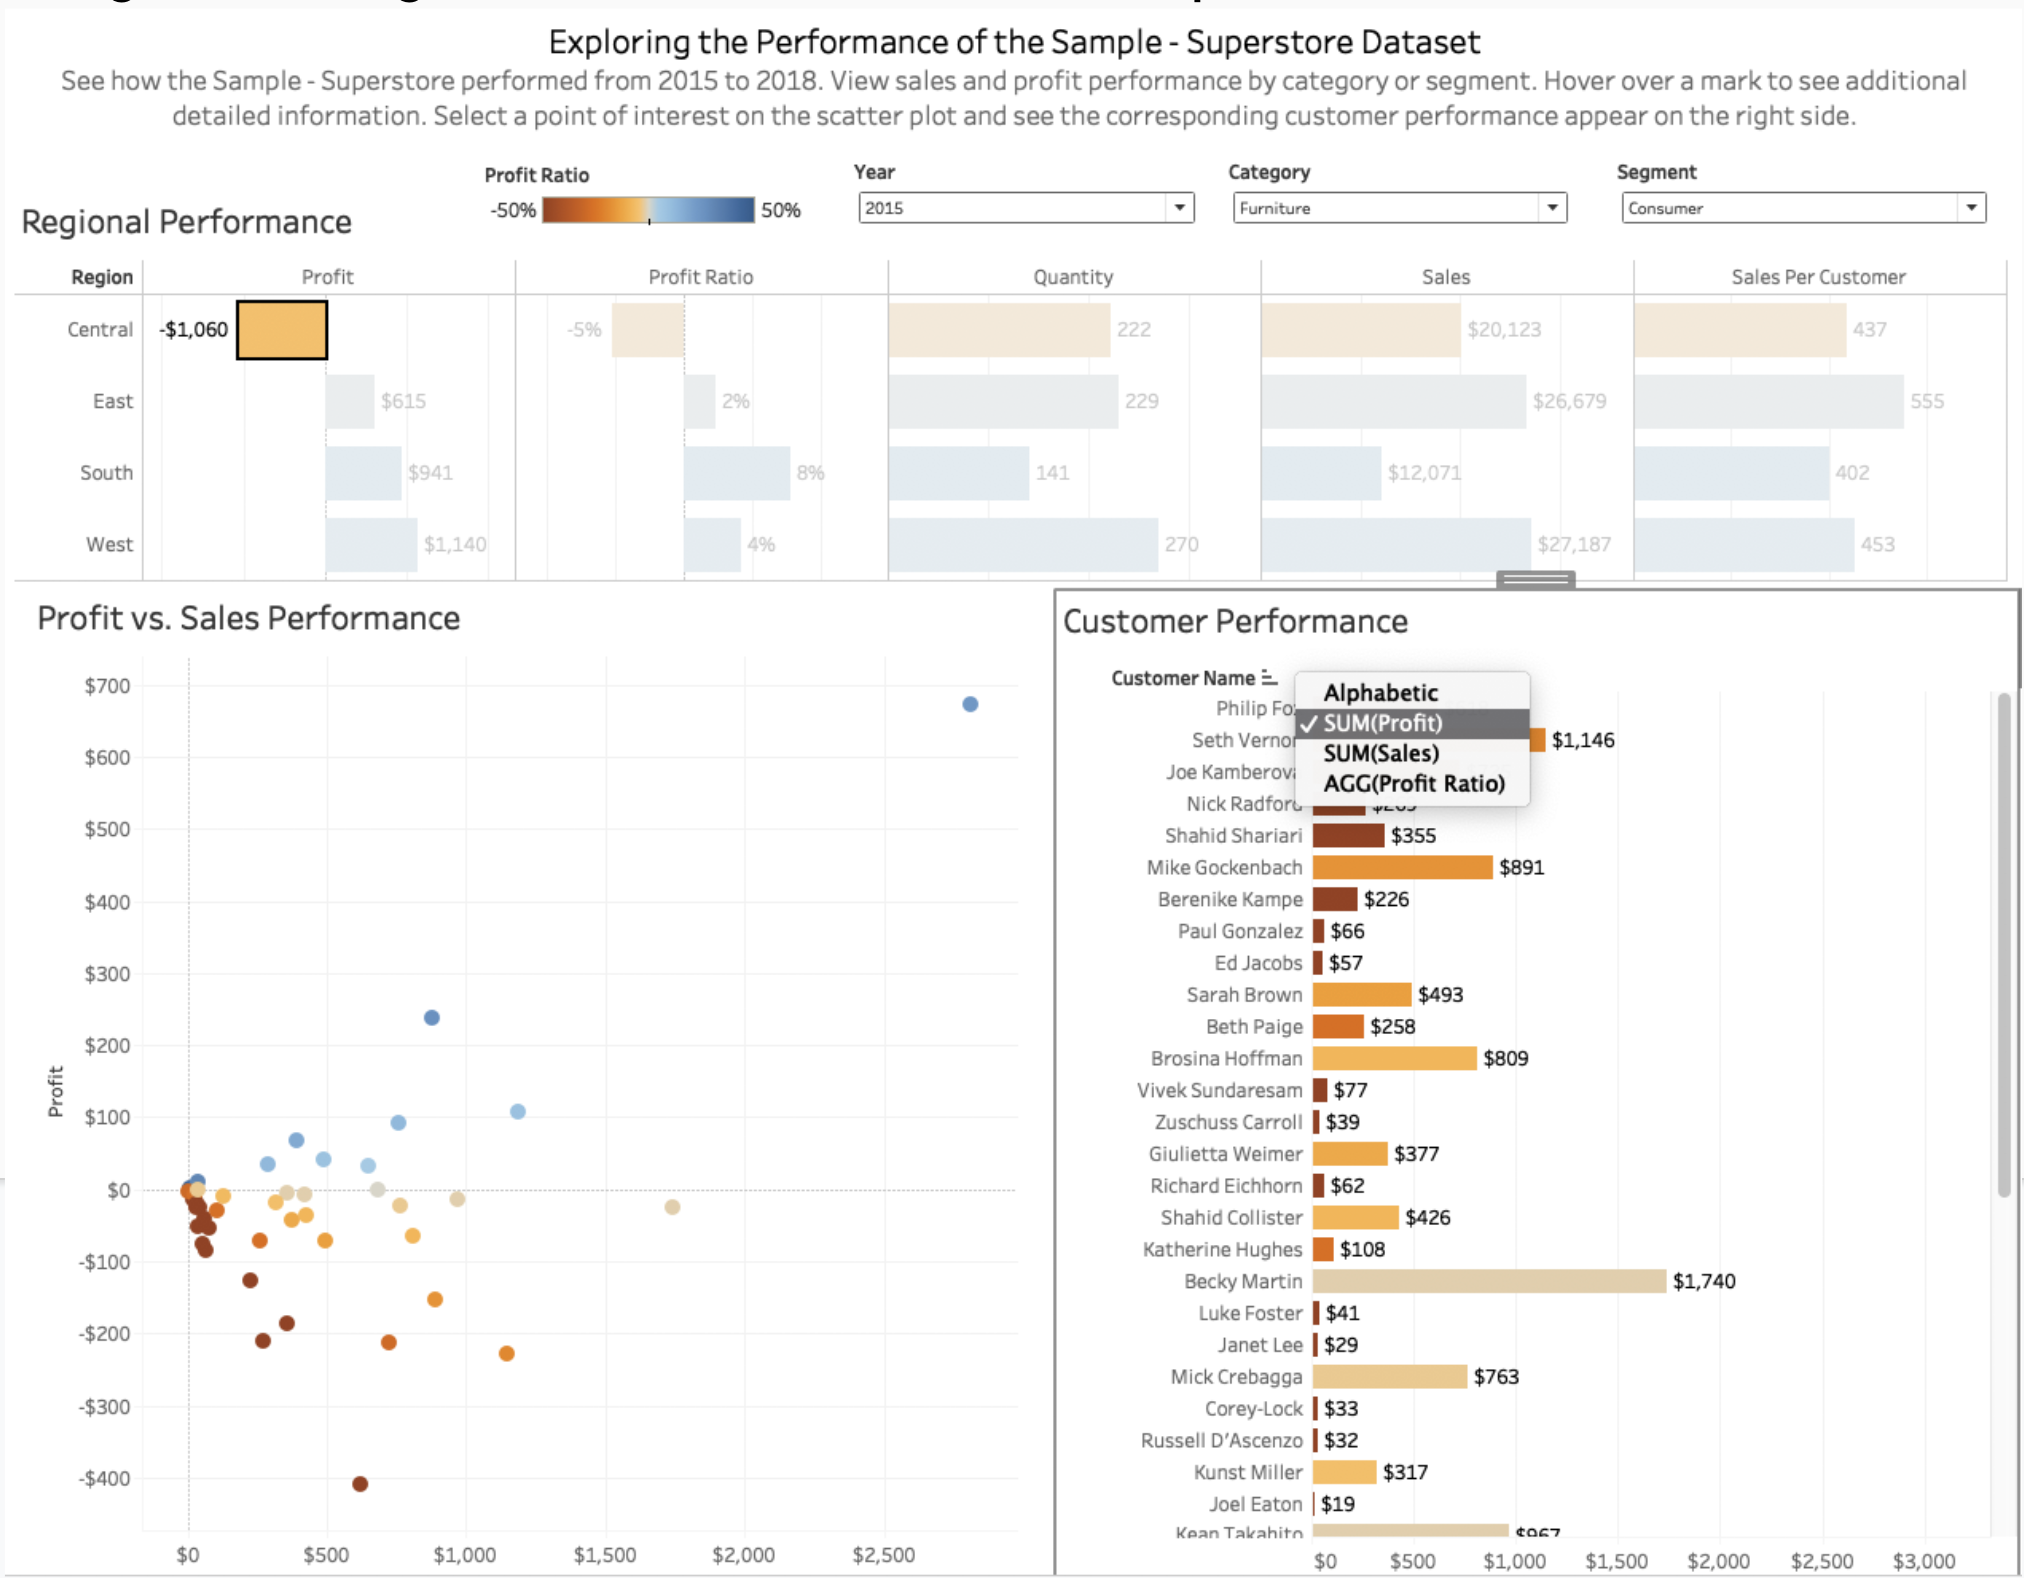 Exploring the Performance of the Sample - Superstore Dataset
See how the Sample - Superstore performed from 2015 to 2018. View sales and profit performance by category or segment. Hover over a mark to see additional
detailed information. Select a point of interest on the scatter plot and see the corresponding customer performance appear on the right side.
Profit Ratio
-50% 50%
Year
2015
Category
Furniture
Segment
Consumer
Regional Performance
Region Profit Profit Ratio Quantity Sales Sales Per Customer
Central -$1,060 -5% 222 $20,123 437
East $615 2% 229 $26,679 555
South $941 8% 141 $12,071 402
West $1,140 4% 270 $27,187 453
Profit vs. Sales Performance
$700
$600
$500
$400
$300
$200
$100
$0
-$100
-$200
-$300
-$400
Profit
$0 $500 $1,000 $1,500 $2,000 $2,500
Customer Performance
Customer Name
Alphabetic
SUM(Profit)
SUM(Sales)
AGG(Profit Ratio)
Philip
Seth $1,146
Joe
Nick
Shahid Shariari $355
Mike Gockenbach $891
Berenike Kampe $226
Paul Gonzalez $66
Ed Jacobs $57
Sarah Brown $493
Beth Paige $258
Brosina Hoffman $809
Vivek Sundaresam $77
Zuschuss Carroll $39
Giulietta Weimer $377
Richard Eichhorn $62
Shahid Collister $426
Katherine Hughes $108
Becky Martin $1,740
Luke Foster $41
Janet Lee $29
Mick Crebagga $763
Corey-Lock $33
Russell D'Ascenzo $32
Kunst Miller $317
Joel Eaton $19
Kean Takahito $967
$0 $500 $1,000 $1,500 $2,000 $2,500 $3,000